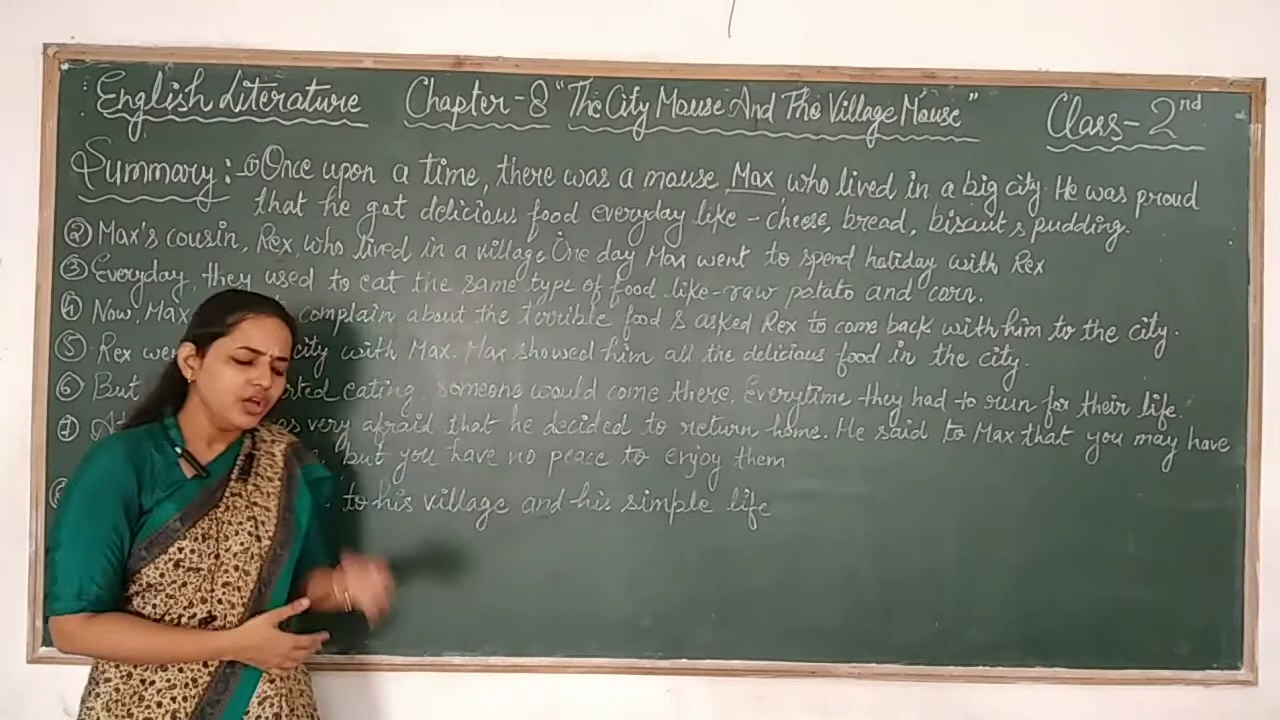 English Literature Chapter-8 "The City Mouse And The Village Mouse" Class-2nd
Summary:- ① Once upon a time, there was a mouse Max, who lived in a big city. He was proud
that he got delicious food everyday like - cheese, bread, biscuit & pudding.
② Max's cousin, Rex, who lived in a village. One day Max went to spend holiday with Rex
③ Everyday, they used to eat the same type of food like-raw potato and corn.
④ Now, Max complain about the terrible food & asked Rex to come back with him to the city.
⑤ Rex city with Max. Max showed him all the delicious food in the city.
⑥ But eating, someone would come there. Everytime they had to run for their life.
⑦ very afraid that he decided to return home. He said to Max that you may have
but you have no peace to enjoy them
to his village and his simple life